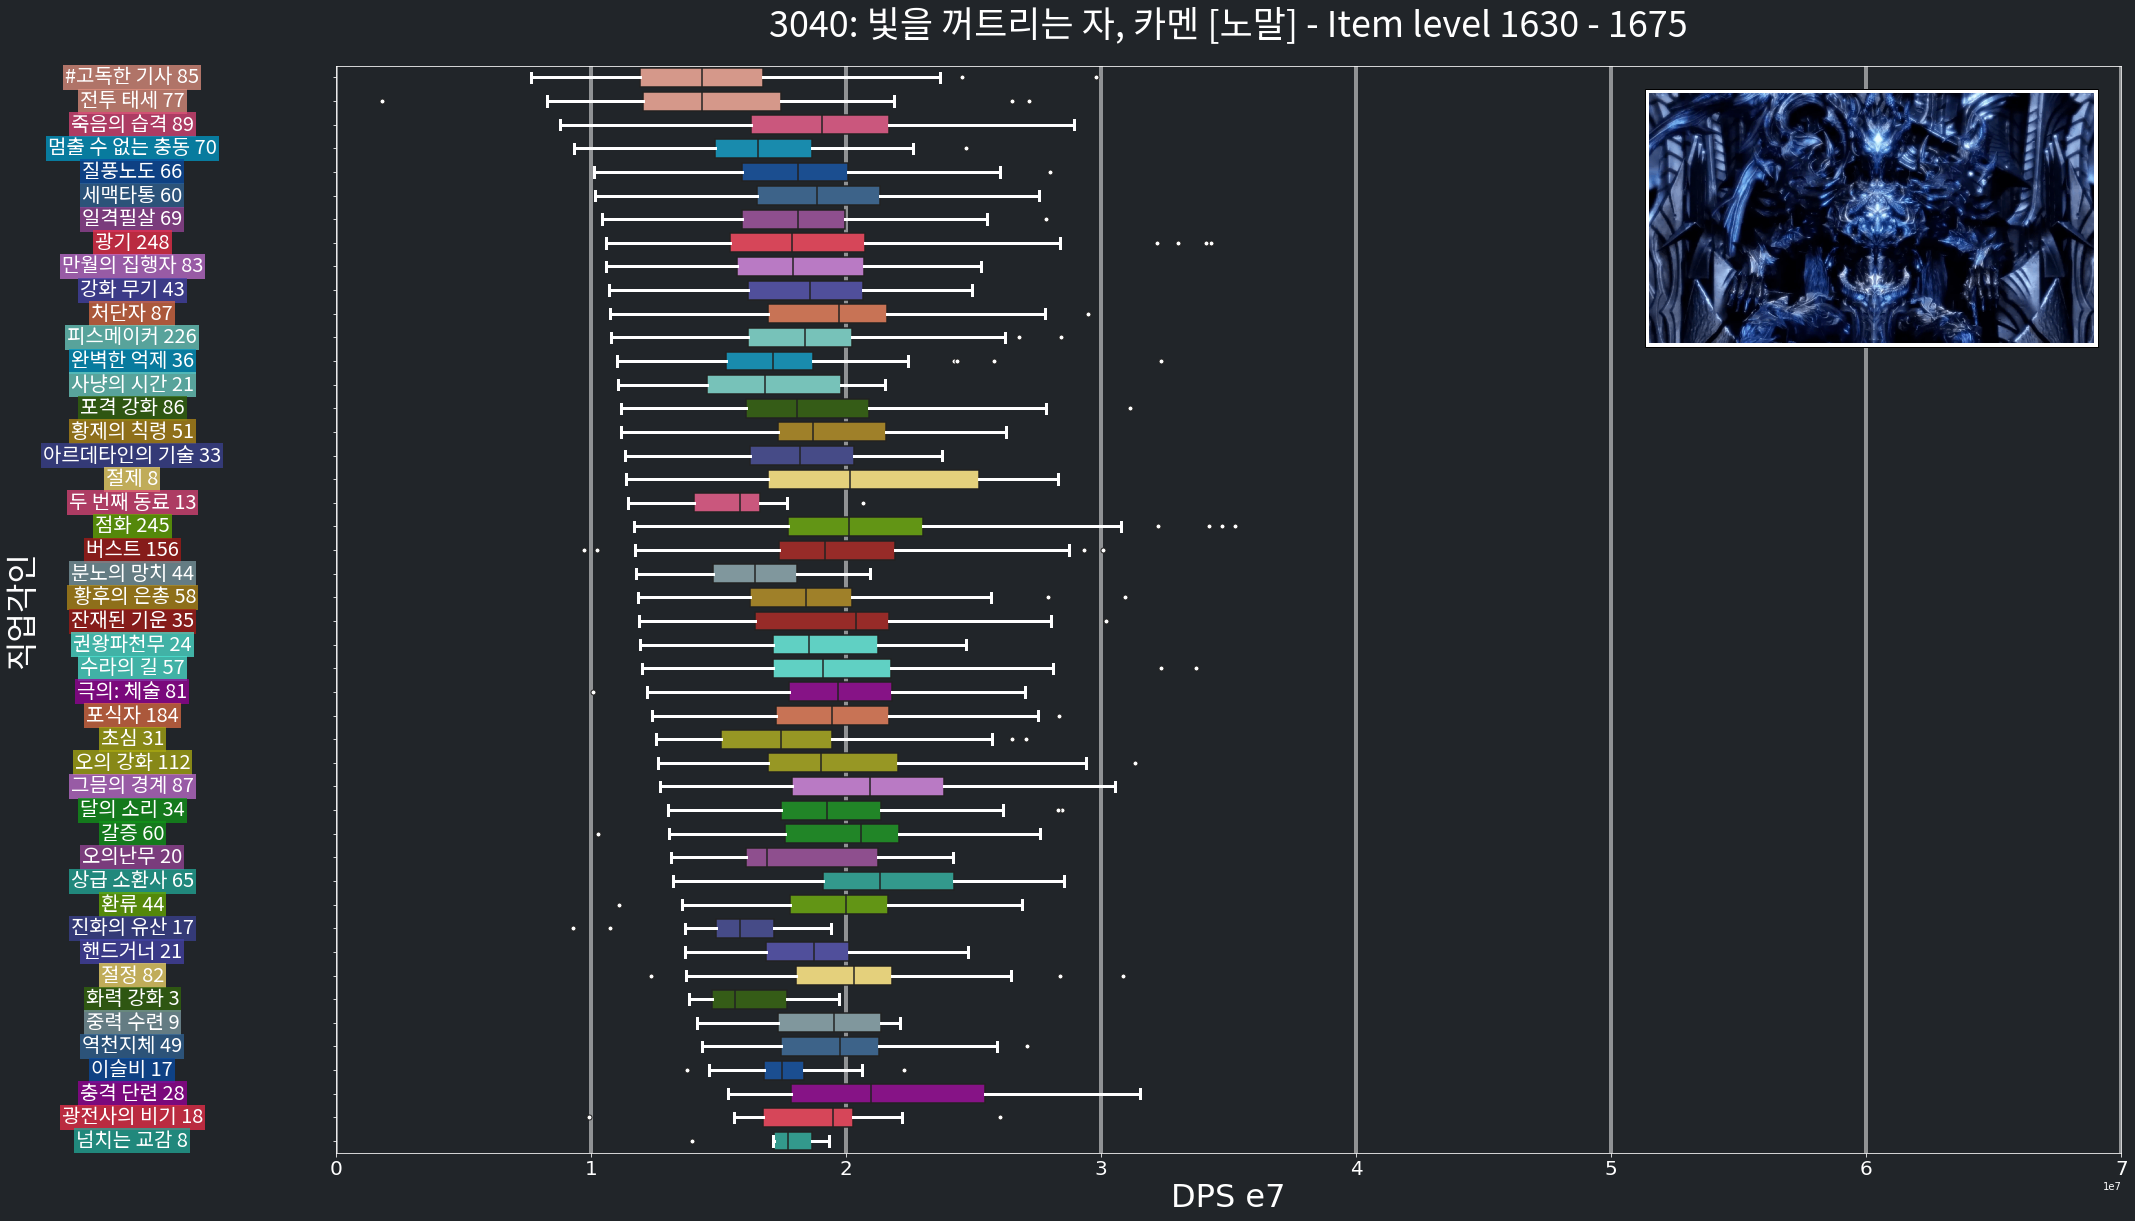 3040: 빛을 꺼트리는 자, 카멘 [노말] - Item level 1630 - 1675
직업각인
#고독한 기사 85
전투 태세 77
죽음의 습격 89
멈출 수 없는 충동 70
질풍노도 66
세맥타통 60
일격필살 69
광기 248
만월의 집행자 83
강화 무기 43
처단자 87
피스메이커 226
완벽한 억제 36
사냥의 시간 21
포격 강화 86
황제의 칙령 51
아르데타인의 기술 33
절제 8
두 번째 동료 13
점화 245
버스트 156
분노의 망치 44
황후의 은총 58
잔재된 기운 35
권왕파천무 24
수라의 길 57
극의: 체술 81
포식자 184
초심 31
오의 강화 112
그믐의 경계 87
달의 소리 34
갈증 60
오의난무 20
상급 소환사 65
환류 44
진화의 유산 17
핸드거너 21
절정 82
화력 강화 3
중력 수련 9
역천지체 49
이슬비 17
충격 단련 28
광전사의 비기 18
넘치는 교감 8
0 1 2 3 4 5 6 7
1e7
DPS e7